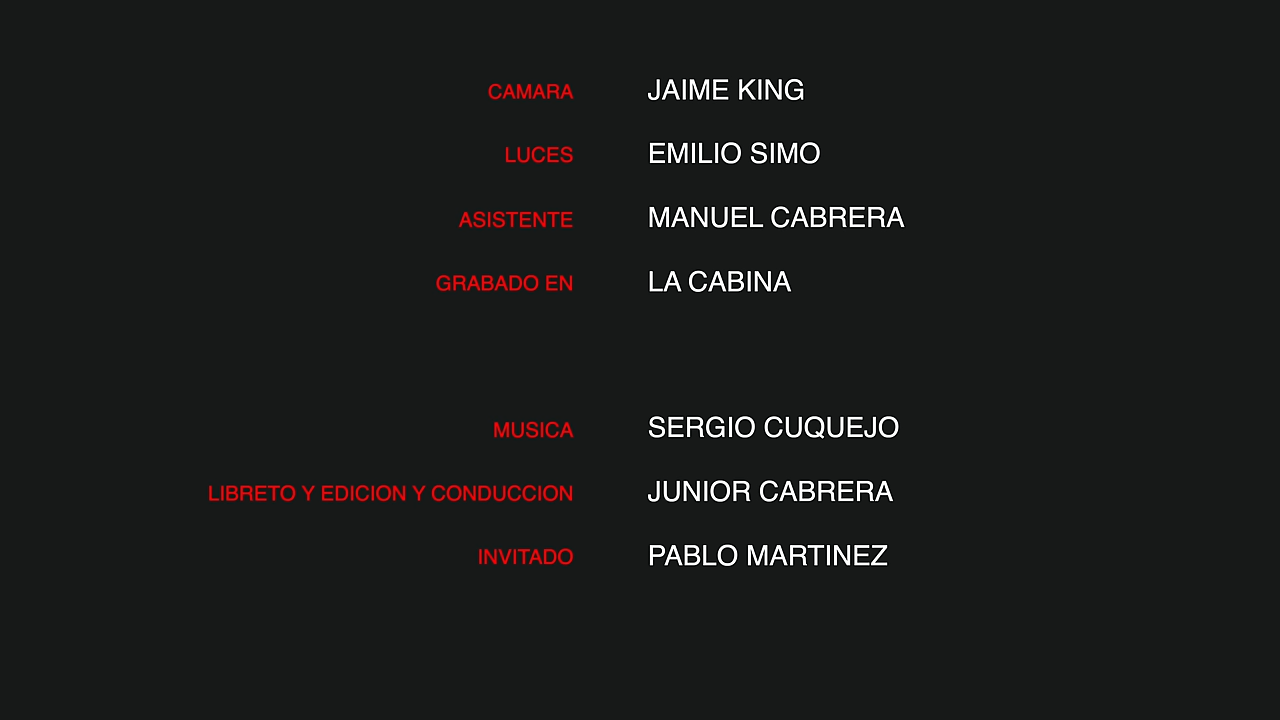 CAMARA JAIME KING
LUCES EMILIO SIMO
ASISTENTE MANUEL CABRERA
GRABADO EN LA CABINA
MUSICA SERGIO CUQUEJO
LIBRETO Y EDICION Y CONDUCCION JUNIOR CABRERA
INVITADO PABLO MARTINEZ